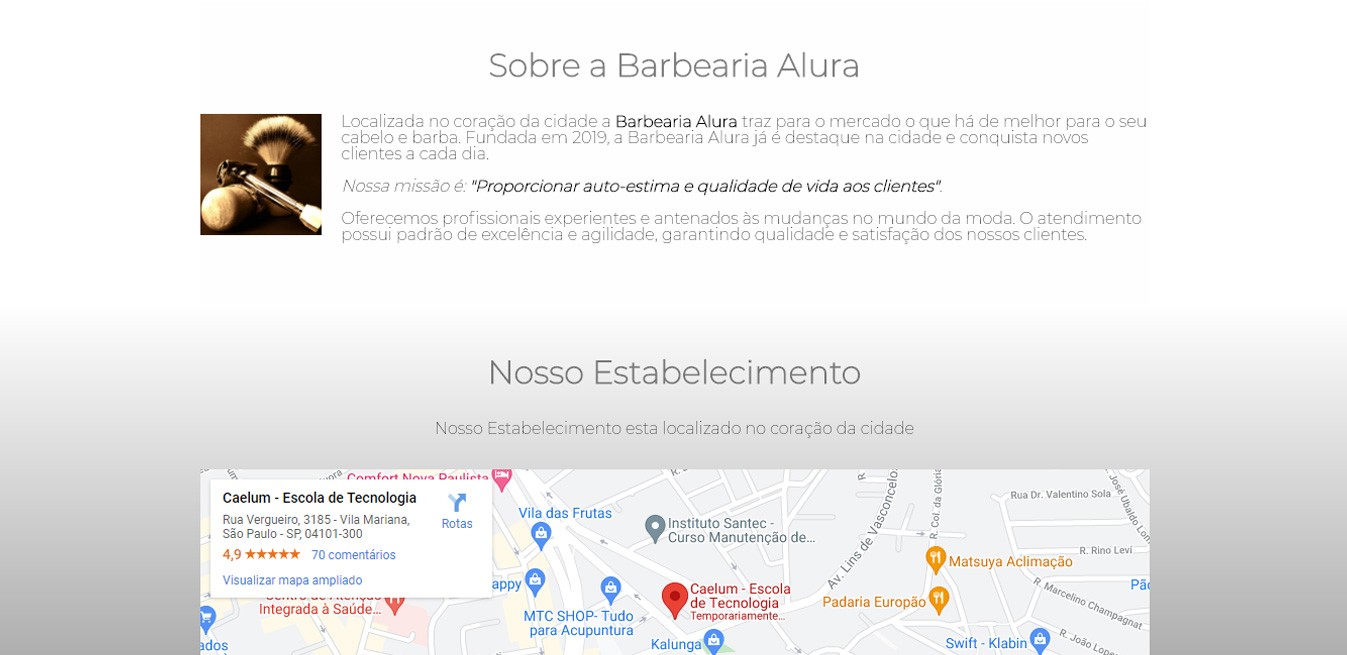 Sobre a Barbearia Alura
Localizada no coração da cidade a Barbearia Alura traz para o mercado o que há de melhor para o seu
cabelo e barba. Fundada em 2019, a Barbearia Alura já é destaque na cidade e conquista novos
clientes a cada dia.
Nossa missão é: "Proporcionar auto-estima e qualidade de vida aos clientes".
Oferecemos profissionais experientes e antenados às mudanças no mundo da moda. O atendimento
possui padrão de excelência e agilidade, garantindo qualidade e satisfação dos nossos clientes.
Nosso Estabelecimento
Nosso Estabelecimento esta localizado no coração da cidade
Comfort Nova Paulista
Caelum - Escola de Tecnologia
Rua Vergueiro, 3185 - Vila Mariana,
São Paulo - SP, 04101-300
4,9
70 comentários
Visualizar mapa ampliado
Rotas
Vila das Frutas
Instituto Santec -
Curso Manutenção de...
Av. Lins de Vasconcelo
R. Col. da Glória
Rua Dr. Valentino Sola
José Ubaldo
R. Rino Levi
Matsuya Aclimação
appy
Caelum - Escola
de Tecnologia
Temporariamente...
Padaria Europão
R. Marcelino Champagnat
Centro de Atenção
Integrada à Saúde...
MTC SHOP- Tudo
para Acupuntura
Kalunga
Swift - Klabin
R. João Lopes
ados